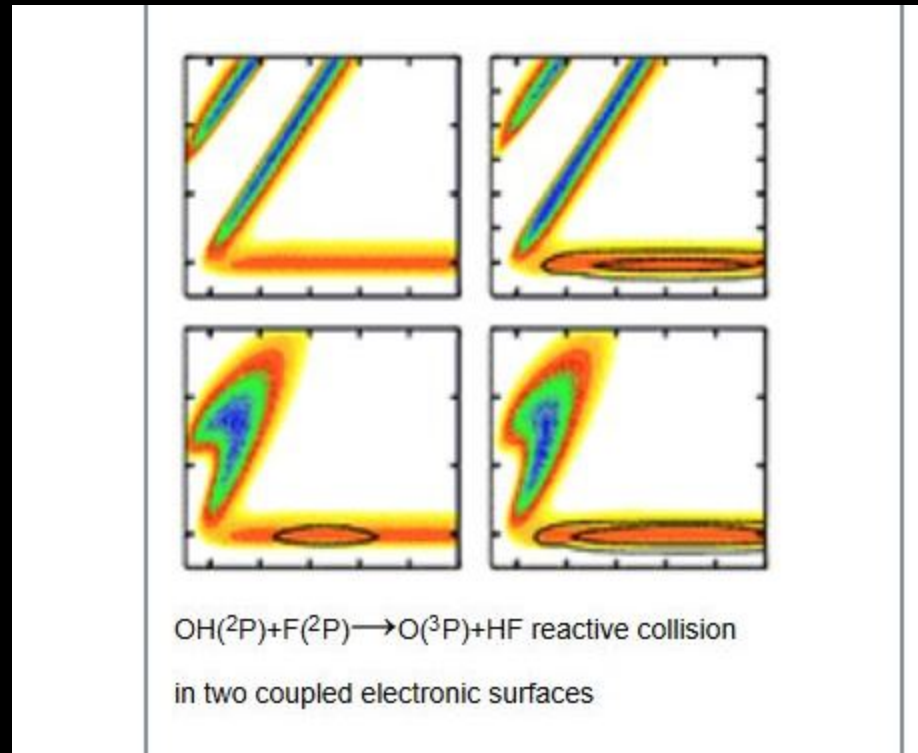 OH(²P)+F(²P)⟶O(³P)+HF reactive collision
in two coupled electronic surfaces